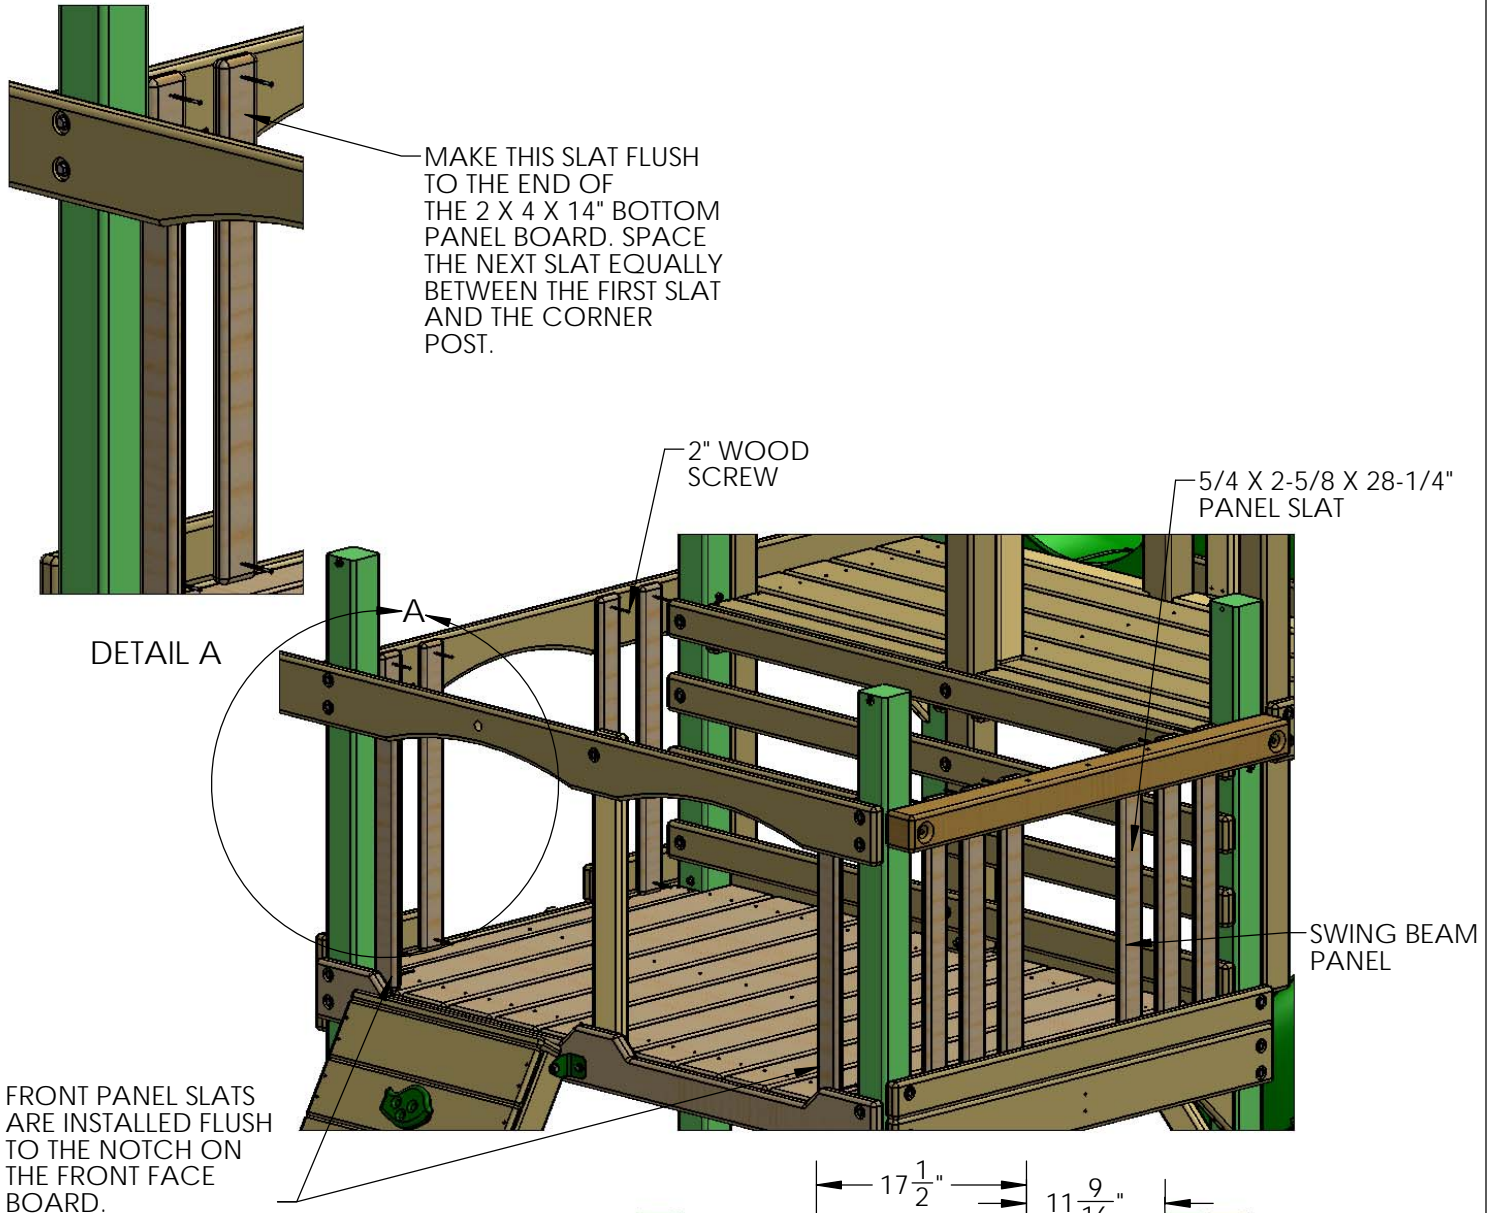 MAKE THIS SLAT FLUSH
TO THE END OF
THE 2 X 4 X 14" BOTTOM
PANEL BOARD. SPACE
THE NEXT SLAT EQUALLY
BETWEEN THE FIRST SLAT
AND THE CORNER
POST.
2" WOOD
SCREW
5/4 X 2-5/8 X 28-1/4"
PANEL SLAT
A
DETAIL A
SWING BEAM
PANEL
FRONT PANEL SLATS
ARE INSTALLED FLUSH
TO THE NOTCH ON
THE FRONT FACE
BOARD.
17 1/2"
11 9/16"